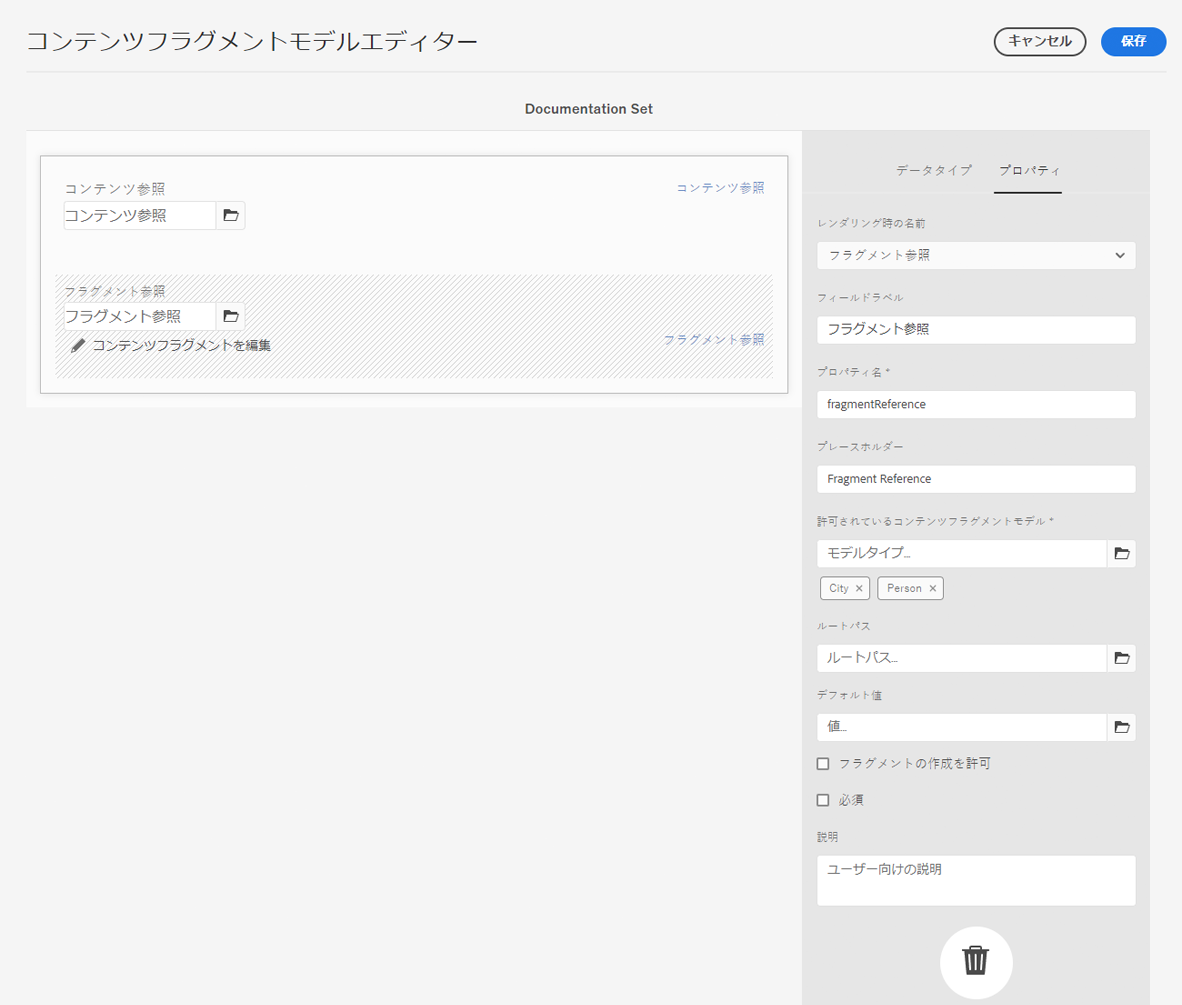 コンテンツフラグメントモデルエディター
キャンセル
保存
Documentation Set
コンテンツ参照
コンテンツ参照
コンテンツ参照
フラグメント参照
フラグメント参照
コンテンツフラグメントを編集
フラグメント参照
データタイプ
プロパティ
レンダリング時の名前
フラグメント参照
フィールドラベル
フラグメント参照
プロパティ名 *
fragmentReference
プレースホルダー
Fragment Reference
許可されているコンテンツフラグメントモデル *
モデルタイプ...
City ×
Person ×
ルートパス
ルートパス...
デフォルト値
値...
フラグメントの作成を許可
必須
説明
ユーザー向けの説明